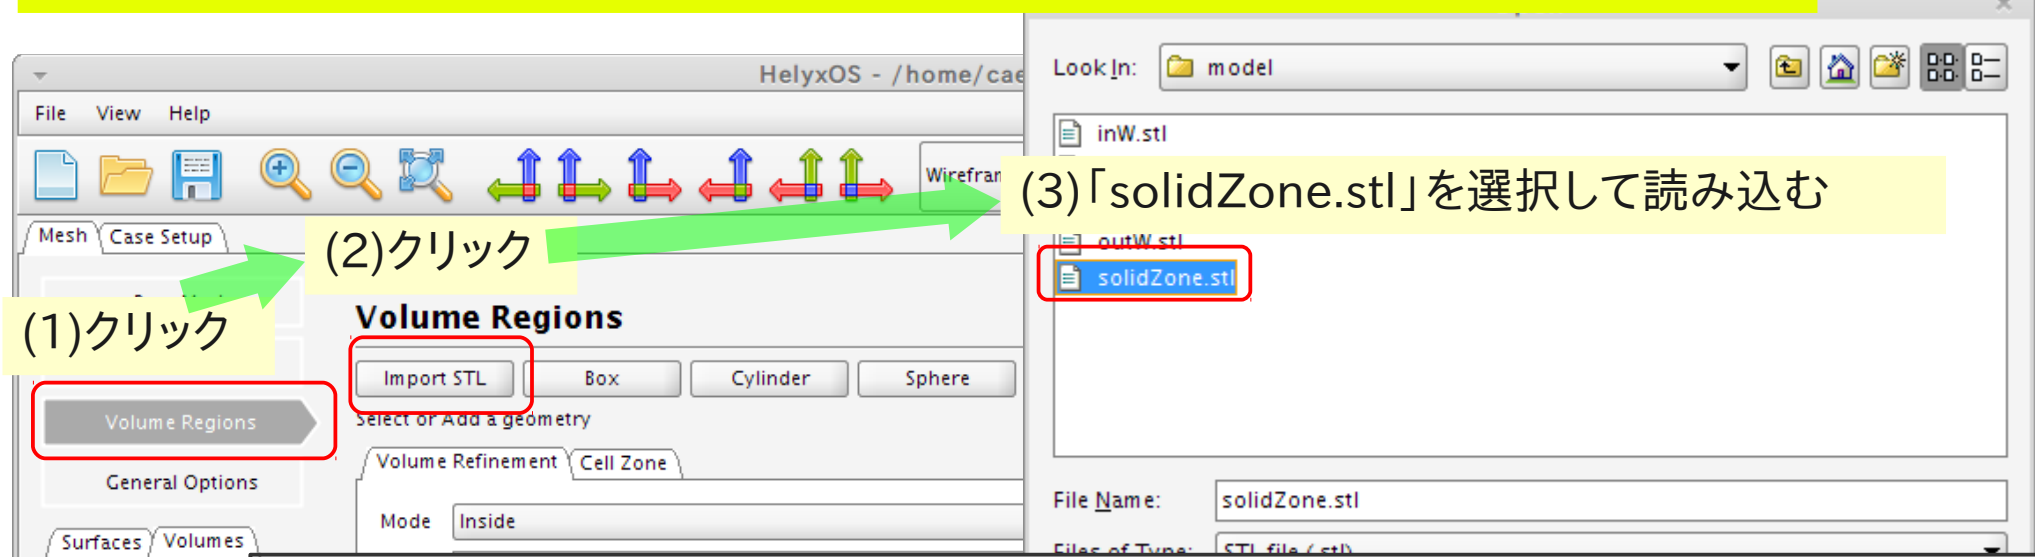 HelyxOS - /home/cae
File View Help
Wirefran
Mesh Case Setup
(1)クリック
(2)クリック
(3)「solidZone.stl」を選択して読み込む
Volume Regions
General Options
Surfaces Volumes
Volume Regions
Import STL Box Cylinder Sphere
Select or Add a geometry
Volume Refinement Cell Zone
Mode Inside
Look In: model
inW.stl
outW.stl
solidZone.stl
File Name: solidZone.stl
Files of Type: STL file (.stl)